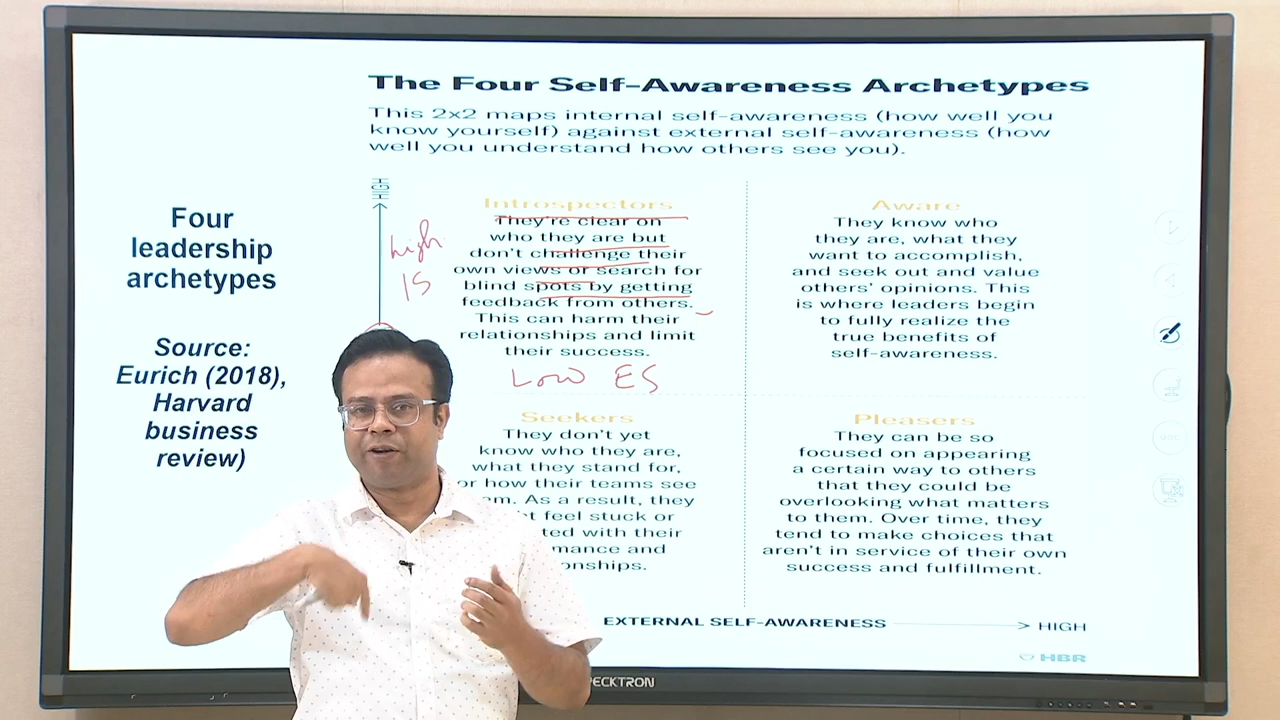 The Four Self-Awareness Archetypes
This 2x2 maps internal self-awareness (how well you
know yourself) against external self-awareness (how
well you understand how others see you).
Four
leadership
archetypes
Source:
Eurich (2018),
Harvard
business
review)
HIGH
high
IS
Introspectors
They're clear on
who they are but
don't challenge their
own views or search for
blind spots by getting
feedback from others.
This can harm their
relationships and limit
their success.
Low ES
Aware
They know who
they are, what they
want to accomplish,
and seek out and value
others' opinions. This
is where leaders begin
to fully realize the
true benefits of
self-awareness.
Seekers
They don't yet
know who they are,
what they stand for,
or how their teams see
As a result, they
feel stuck or
with their
and
Pleasers
They can be so
focused on appearing
a certain way to others
that they could be
overlooking what matters
to them. Over time, they
tend to make choices that
aren't in service of their own
success and fulfillment.
EXTERNAL SELF-AWARENESS
HIGH
HBR